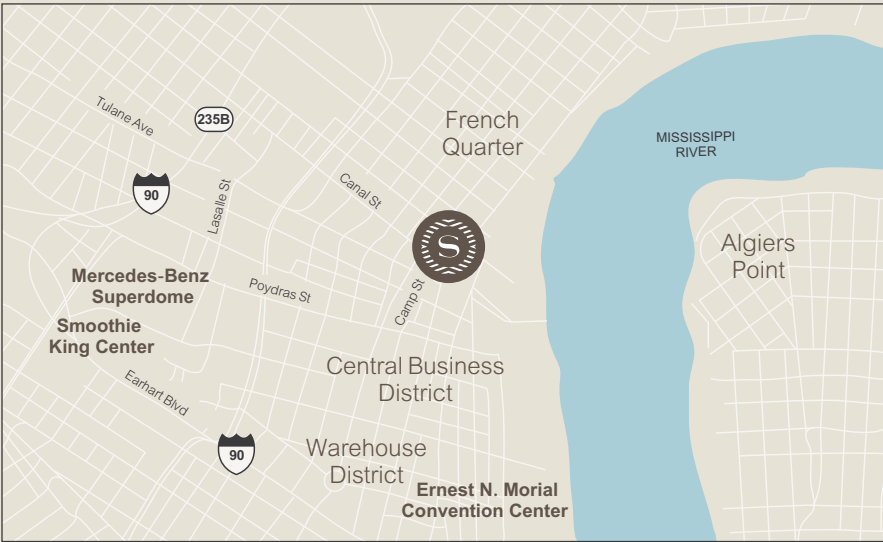 Tulane Ave
235B
French
Quarter
MISSISSIPPI
RIVER
90
Lasalle St
Canal St
S
Algiers
Point
Mercedes-Benz
Superdome
Poydras St
Camp St
Smoothie
King Center
Central Business
District
Earhart Blvd
90
Warehouse
District
Ernest N. Morial
Convention Center